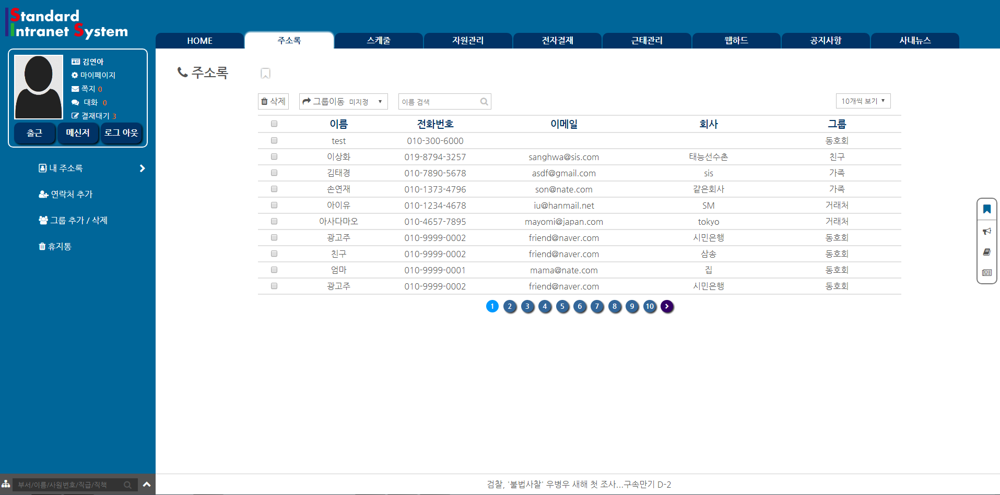 Standard
Intranet System
HOME 주소록 스케줄 자원관리 전자결재 근태관리 웹하드 공지사항 사내뉴스
김연아
마이페이지
쪽지 0
대화 0
결재대기 3
출근 메신저 로그 아웃
내 주소록
연락처 추가
그룹 추가 / 삭제
휴지통
주소록
삭제 그룹이동 미지정 이름 검색 10개씩 보기
이름 전화번호 이메일 회사 그룹
test 010-300-6000 동호회
이상화 019-8794-3257 sanghwa@sis.com 태능선수촌 친구
김태경 010-7890-5678 asdf@gmail.com sis 가족
손연재 010-1373-4796 son@nate.com 같은회사 가족
아이유 010-1234-4678 iu@hanmail.net SM 거래처
아사다마오 010-4657-7895 mayomi@japan.com tokyo 거래처
광고주 010-9999-0002 friend@naver.com 시민은행 동호회
친구 010-9999-0002 friend@naver.com 삼송 동호회
엄마 010-9999-0001 mama@nate.com 집 동호회
광고주 010-9999-0002 friend@naver.com 시민은행 동호회
1 2 3 4 5 6 7 8 9 10
부서/이름/사원번호/직급/직책
검찰, '불법사찰' 우병우 새해 첫 조사...구속만기 D-2